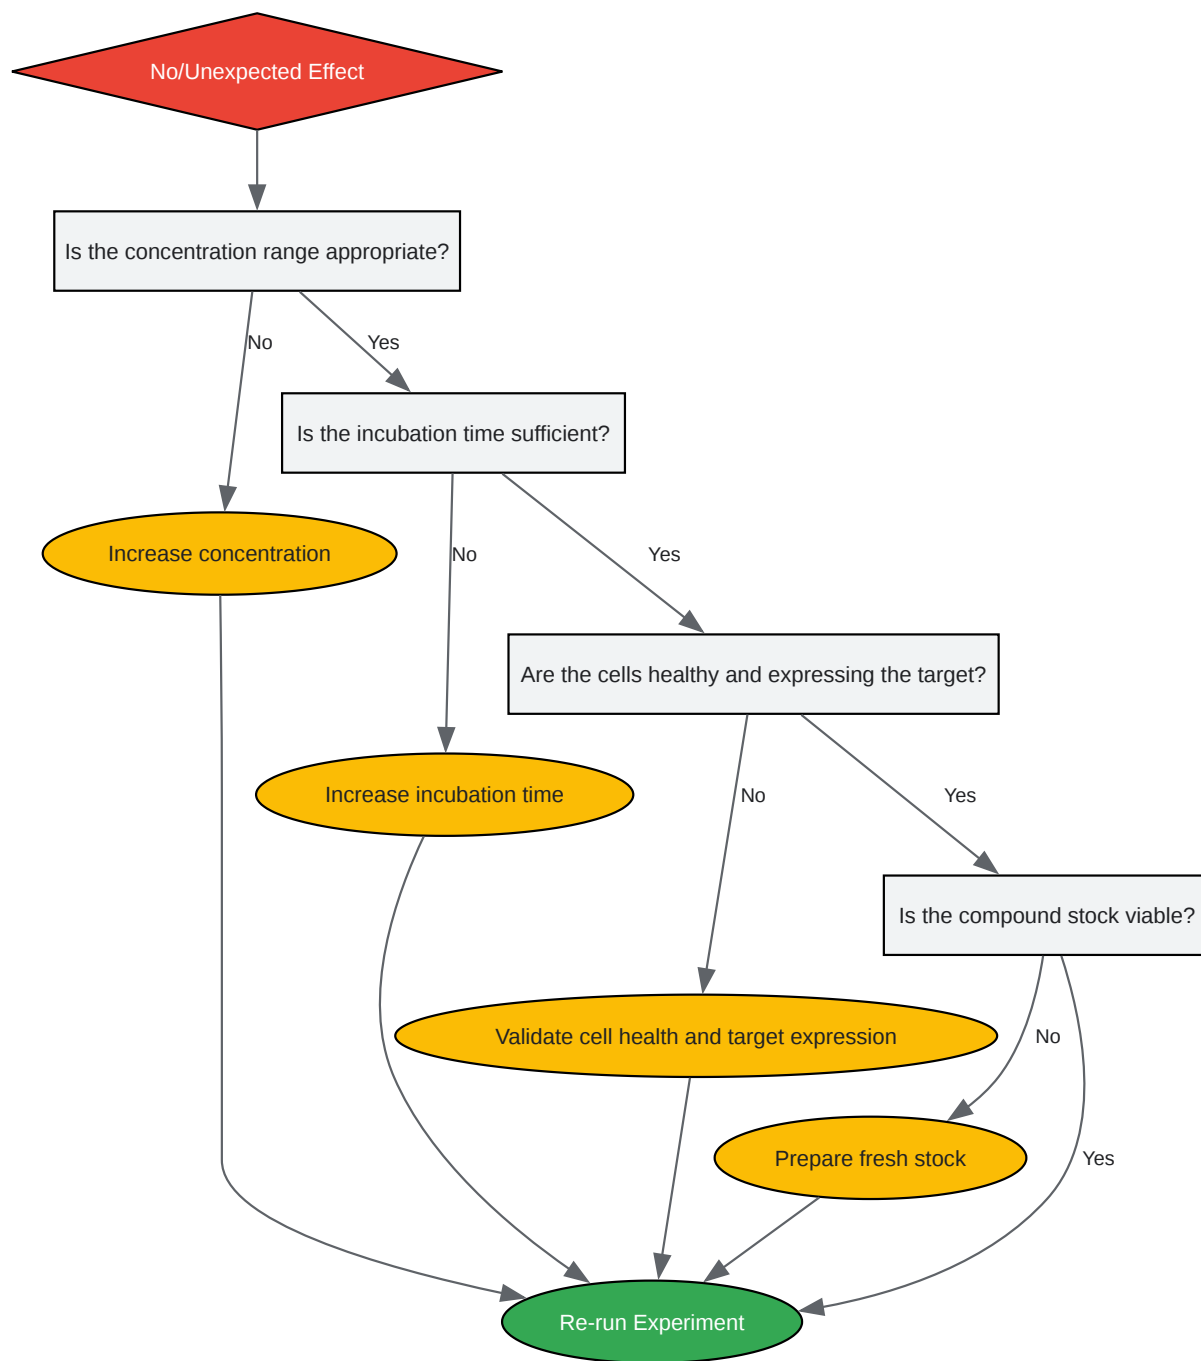 No/Unexpected Effect
Is the concentration range appropriate?
No
Yes
Is the incubation time sufficient?
Increase concentration
No
Yes
Are the cells healthy and expressing the target?
Increase incubation time
No
Yes
Is the compound stock viable?
Validate cell health and target expression
No
Prepare fresh stock
Yes
Re-run Experiment